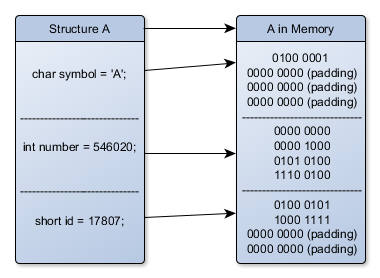 Structure A
char symbol = 'A';
int number = 546020;
short id = 17807;
A in Memory
0100 0001
0000 0000 (padding)
0000 0000 (padding)
0000 0000 (padding)
0000 0000
0000 1000
0101 0100
1110 0100
0100 0101
1000 1111
0000 0000 (padding)
0000 0000 (padding)